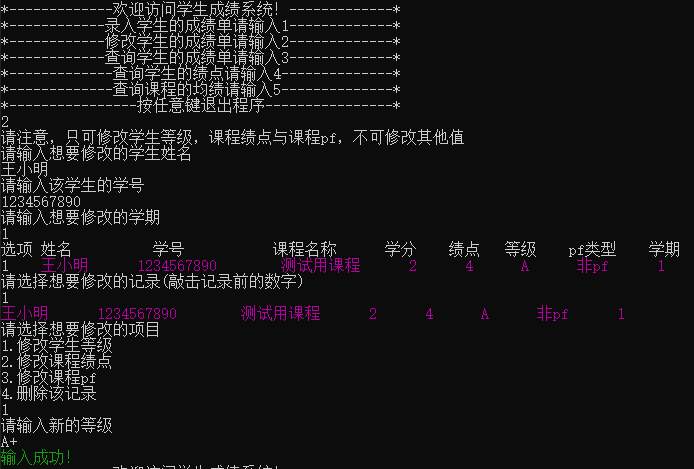 *-------------欢迎访问学生成绩系统! -------------*
*------------录入学生的成绩单请输入1-------------*
*------------修改学生的成绩单请输入2-------------*
*------------查询学生的成绩单请输入3-------------*
*-------------查询学生的绩点请输入4--------------*
*-------------查询课程的均绩请输入5--------------*
*----------------按任意键退出程序----------------*
2
请注意，只可修改学生等级，课程绩点与课程pf，不可修改其他值
请输入想要修改的学生姓名
王小明
请输入该学生的学号
1234567890
请输入想要修改的学期
1
选项 姓名 学号 课程名称 学分 绩点 等级 pf类型 学期
1 王小明 1234567890 测试用课程 2 4 A 非pf 1
请选择想要修改的记录(敲击记录前的数字)
1
王小明 1234567890 测试用课程 2 4 A 非pf 1
请选择想要修改的项目
1.修改学生等级
2.修改课程绩点
3.修改课程pf
4.删除该记录
1
请输入新的等级
A+
输入成功!